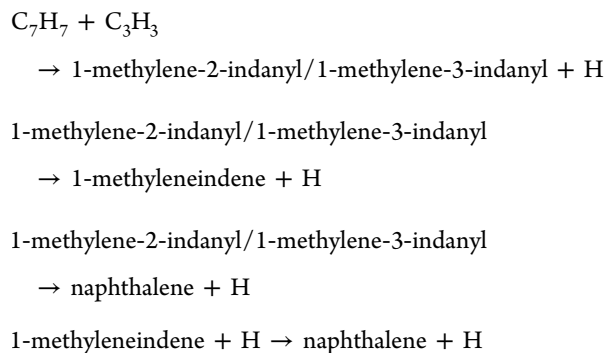 C₇H₇ + C₃H₃
→ 1-methylene-2-indanyl/1-methylene-3-indanyl + H
1-methylene-2-indanyl/1-methylene-3-indanyl
→ 1-methyleneindene + H
1-methylene-2-indanyl/1-methylene-3-indanyl
→ naphthalene + H
1-methyleneindene + H → naphthalene + H